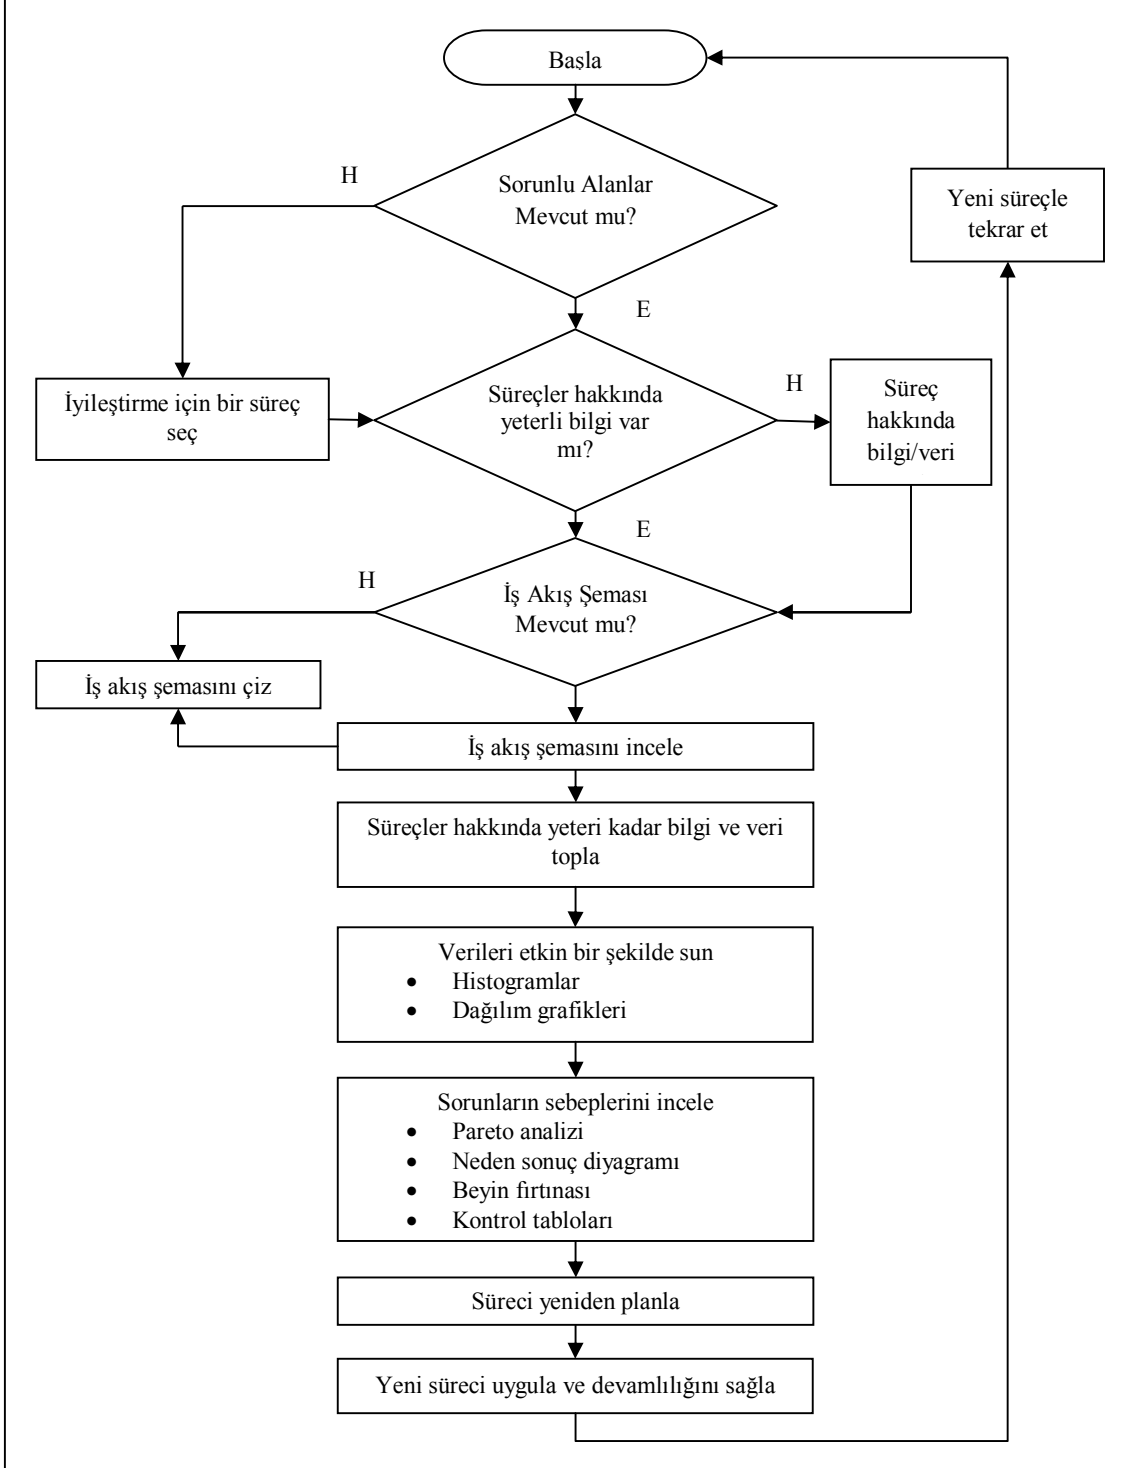 Başla
H
Sorunlu Alanlar
Mevcut mu?
Yeni süreçle
tekrar et
E
İyileştirme için bir süreç
seç
Süreçler hakkında
yeterli bilgi var
mı?
H
Süreç
hakkında
bilgi/veri
E
H
İş Akış Şeması
Mevcut mu?
İş akış şemasını çiz
İş akış şemasını incele
Süreçler hakkında yeteri kadar bilgi ve veri
topla
Verileri etkin bir şekilde sun
• Histogramlar
• Dağılım grafikleri
Sorunların sebeplerini incele
• Pareto analizi
• Neden sonuç diyagramı
• Beyin fırtınası
• Kontrol tabloları
Süreci yeniden planla
Yeni süreci uygula ve devamlılığını sağla